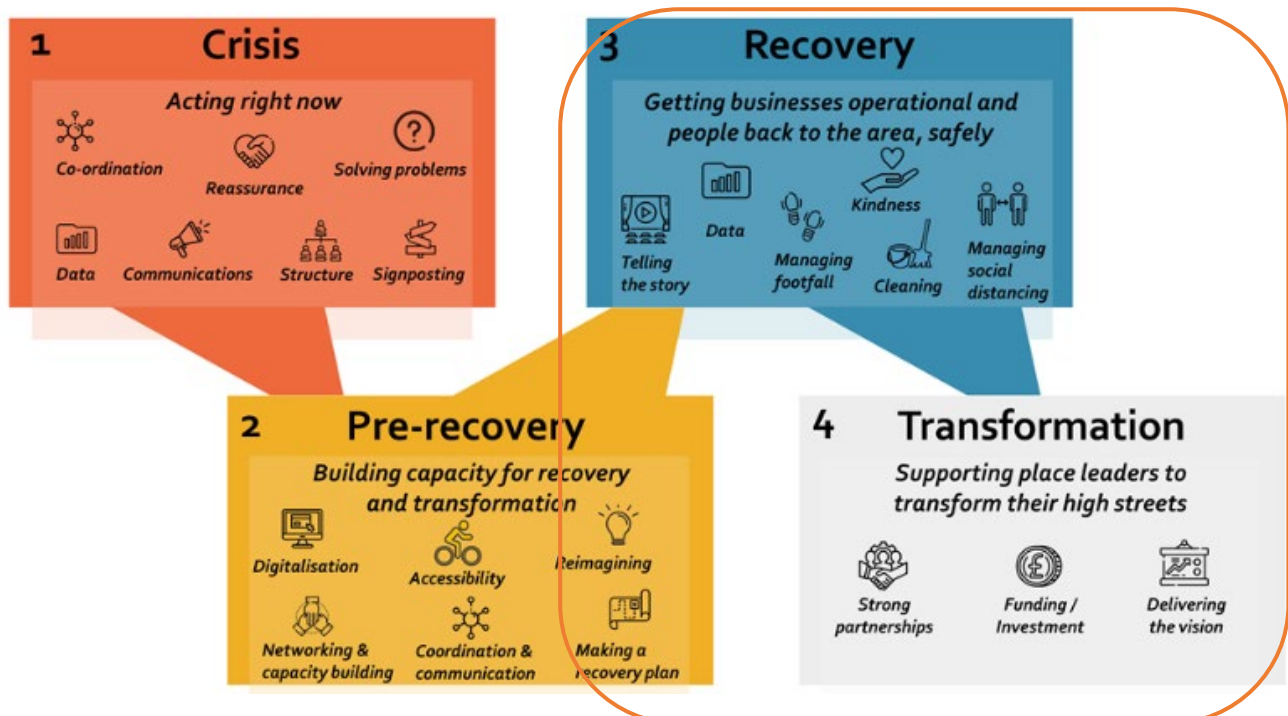 1 Crisis
Acting right now
Co-ordination
Reassurance
Solving problems
Data
Communications
Structure
Signposting
2 Pre-recovery
Building capacity for recovery
and transformation
Digitalisation
Accessibility
Reimagining
Networking &
capacity building
Coordination &
communication
Making a
recovery plan
3 Recovery
Getting businesses operational and
people back to the area, safely
Telling
the story
Data
Managing
footfall
Kindness
Cleaning
Managing
social
distancing
4 Transformation
Supporting place leaders to
transform their high streets
Strong
partnerships
Funding /
Investment
Delivering
the vision